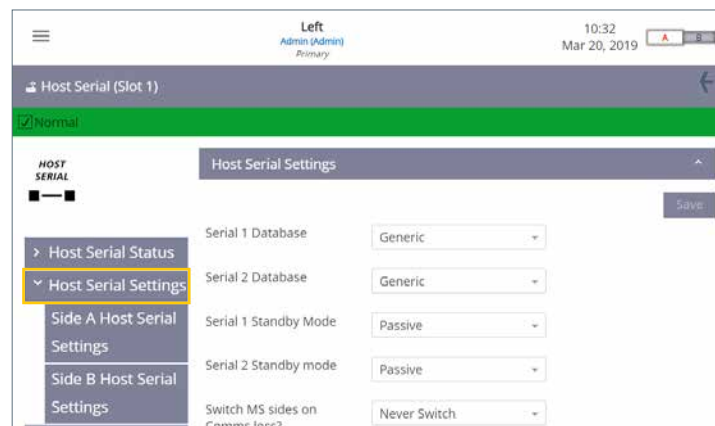 Left
Admin (Admin)
Primary
10:32
Mar 20, 2019
A B
Host Serial (Slot 1)
Normal
HOST
SERIAL
Host Serial Settings
Save
Host Serial Status
Host Serial Settings
Side A Host Serial
Settings
Side B Host Serial
Settings
Serial 1 Database Generic
Serial 2 Database Generic
Serial 1 Standby Mode Passive
Serial 2 Standby mode Passive
Switch MS sides on Never Switch
Comms loss?